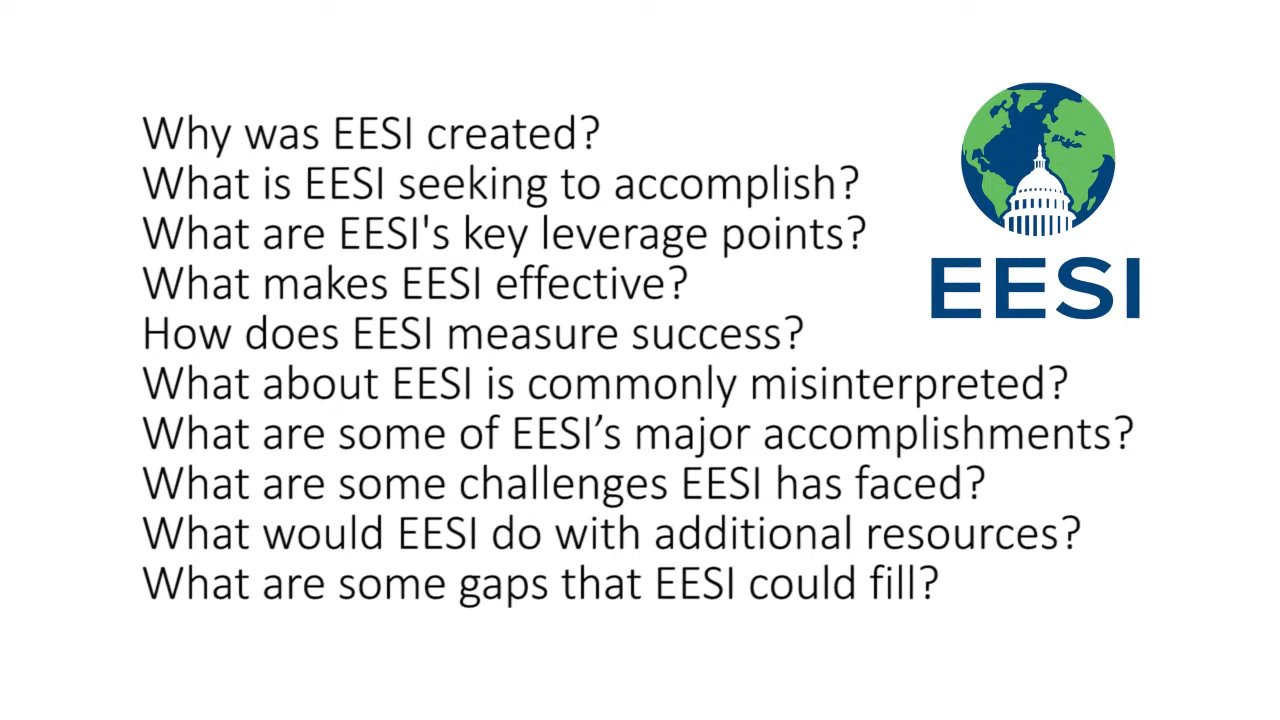 Why was EESI created?
What is EESI seeking to accomplish?
What are EESI's key leverage points?
What makes EESI effective?
How does EESI measure success?
What about EESI is commonly misinterpreted?
What are some of EESI’s major accomplishments?
What are some challenges EESI has faced?
What would EESI do with additional resources?
What are some gaps that EESI could fill?
EESI